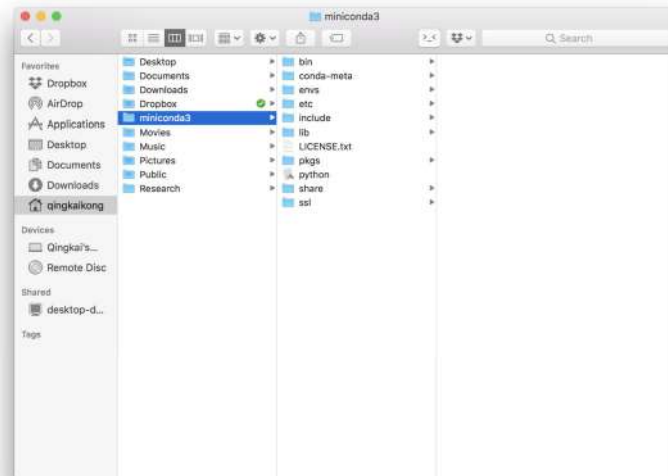 miniconda3
Search
Favorites
Dropbox
AirDrop
Applications
Desktop
Documents
Downloads
qingkaikong
Devices
Qingkai's...
Remote Disc
Shared
desktop-d...
Tags
Desktop
Documents
Downloads
Dropbox
miniconda3
Movies
Music
Pictures
Public
Research
bin
conda-meta
envs
etc
include
lib
LICENSE.txt
pkgs
python
share
ssl